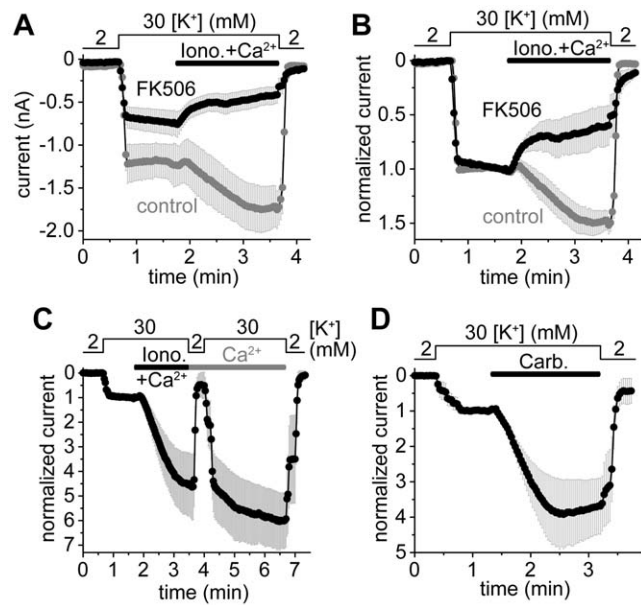 A
30 [K⁺] (mM)
2
2
Iono.+Ca²⁺
FK506
control
current (nA)
0
-0.5
-1.0
-1.5
-2.0
0 1 2 3 4
time (min)
B
30 [K⁺] (mM)
2
2
Iono.+Ca²⁺
FK506
control
normalized current
0
0.5
1.0
1.5
0 1 2 3 4
time (min)
C
2 30 2 30 2 [K⁺] (mM)
Iono. +Ca²⁺
Ca²⁺
normalized current
0
1
2
3
4
5
6
7
0 1 2 3 4 5 6 7
time (min)
D
30 [K⁺] (mM)
2
2
Carb.
normalized current
0
1
2
3
4
5
0 1 2 3
time (min)